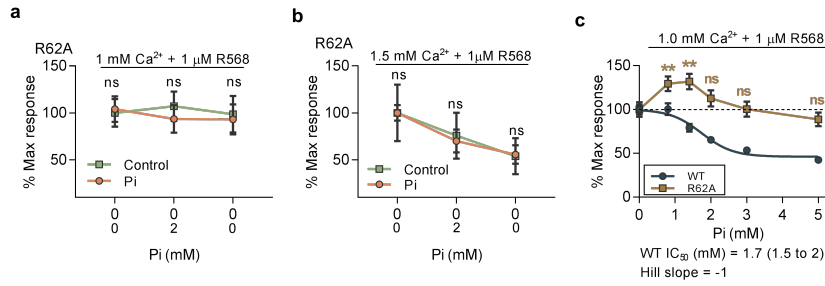 a
R62A
1 mM Ca²⁺ + 1 µM R568
150
100
50
% Max response
ns
ns
ns
Control
Pi
0
0
0
0
2
0
Pi (mM)
b
R62A
1.5 mM Ca²⁺ + 1µM R568
150
100
50
% Max response
ns
ns
ns
Control
Pi
0
0
0
0
2
0
Pi (mM)
c
1.0 mM Ca²⁺ + 1 µM R568
150
100
50
0
% Max response
**
**
ns
ns
ns
WT
R62A
0
1
2
3
4
5
Pi (mM)
WT IC₅₀ (mM) = 1.7 (1.5 to 2)
Hill slope = -1